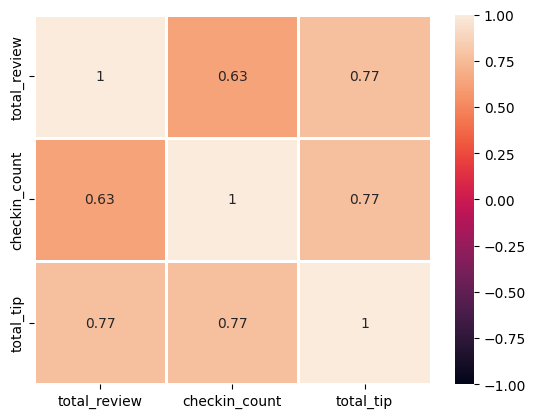 total_review 1 0.63 0.77
checkin_count 0.63 1 0.77
total_tip 0.77 0.77 1
total_review checkin_count total_tip
1.00
0.75
0.50
0.25
0.00
−0.25
−0.50
−0.75
−1.00